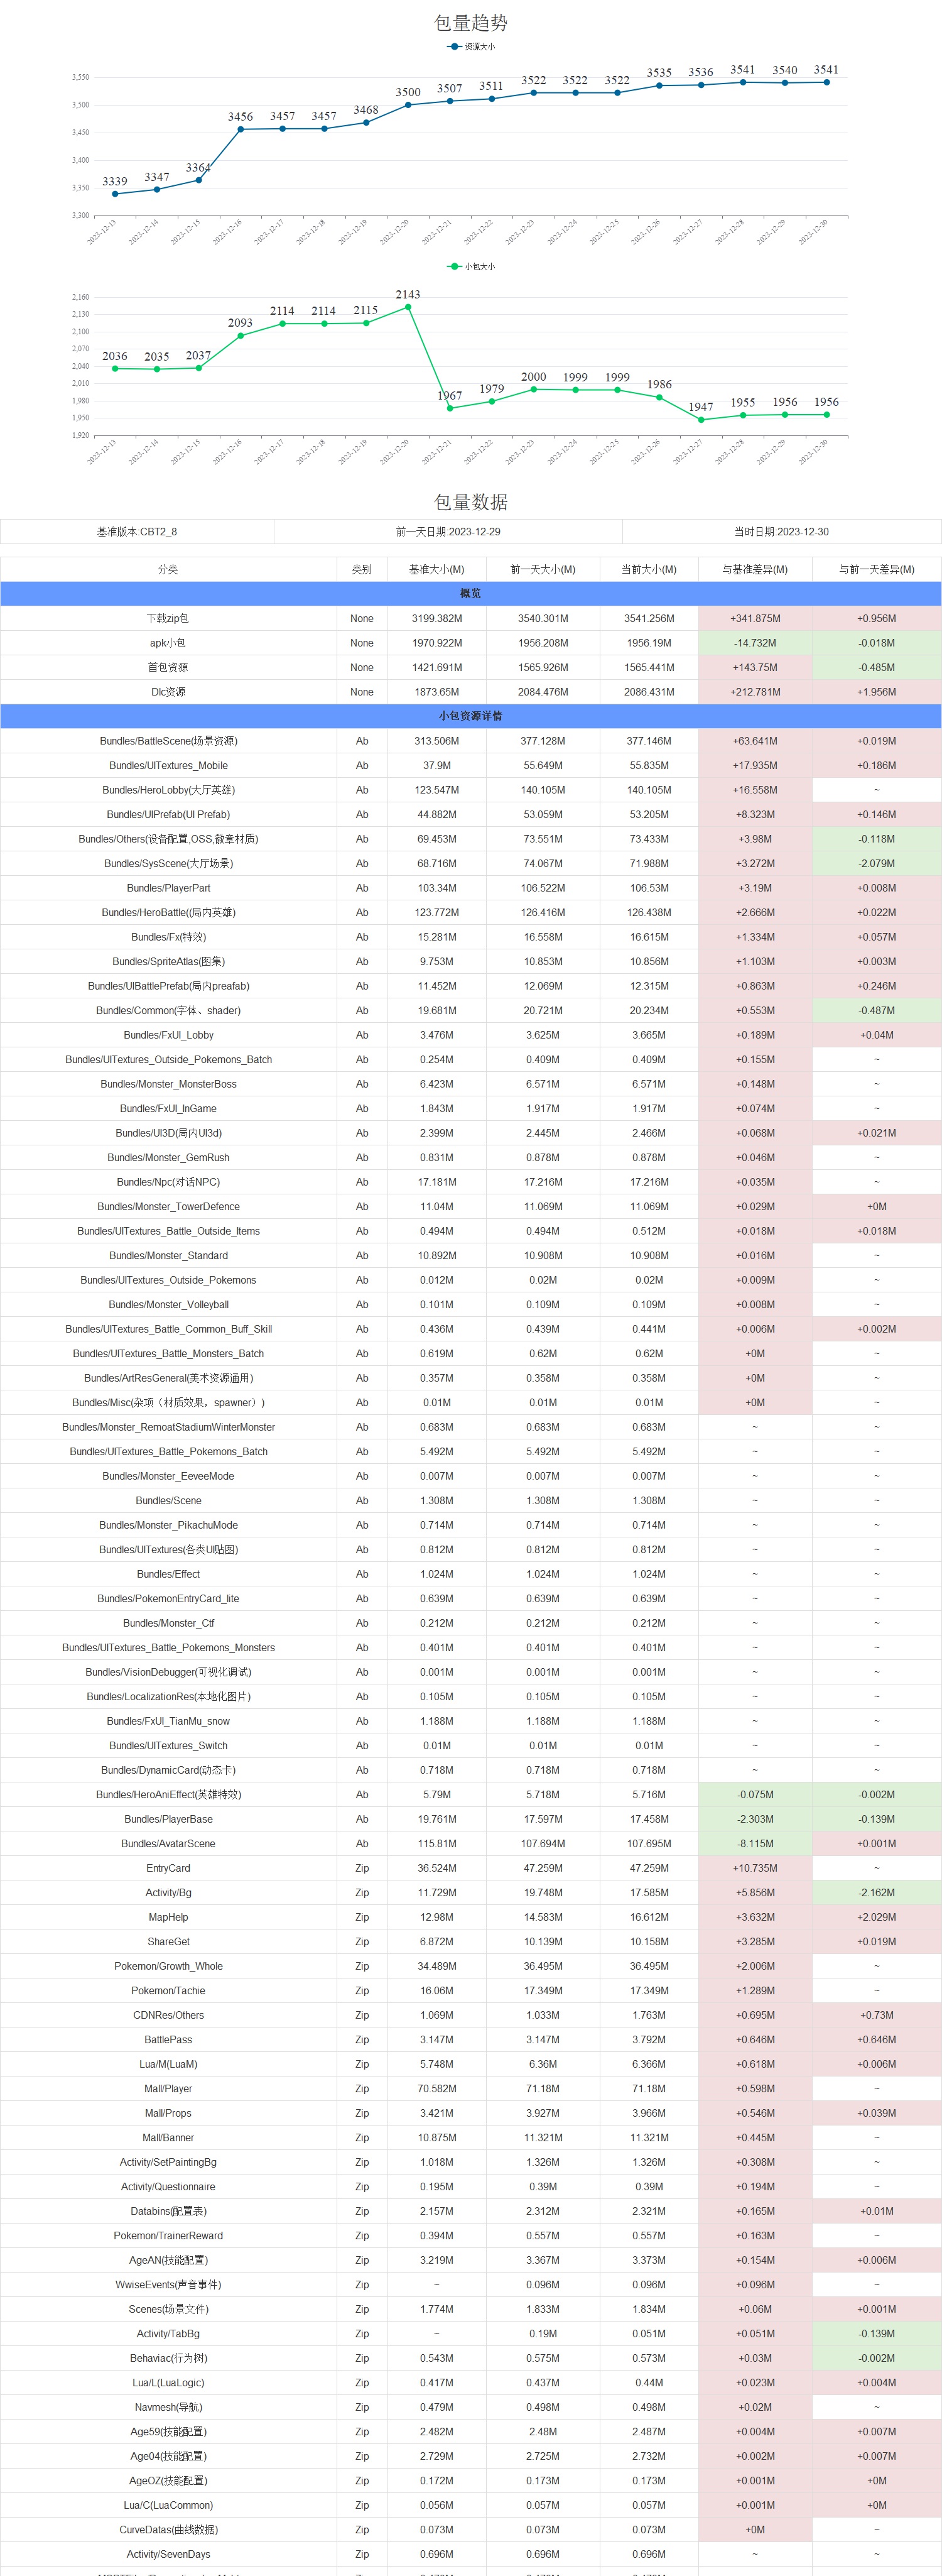 包量趋势
资源大小
3,550
3,500
3,450
3,400
3,350
3,300
3339 3347 3364 3456 3457 3457 3468 3500 3507 3511 3522 3522 3522 3535 3536 3541 3540 3541
2023-12-13 2023-12-14 2023-12-15 2023-12-16 2023-12-17 2023-12-18 2023-12-19 2023-12-20 2023-12-21 2023-12-22 2023-12-23 2023-12-24 2023-12-25 2023-12-26 2023-12-27 2023-12-28 2023-12-29 2023-12-30
小包大小
2,160
2,130
2,100
2,070
2,040
2,010
1,980
1,950
1,920
2036 2035 2037 2093 2114 2114 2115 2143 1967 1979 2000 1999 1999 1986 1947 1955 1956 1956
2023-12-13 2023-12-14 2023-12-15 2023-12-16 2023-12-17 2023-12-18 2023-12-19 2023-12-20 2023-12-21 2023-12-22 2023-12-23 2023-12-24 2023-12-25 2023-12-26 2023-12-27 2023-12-28 2023-12-29 2023-12-30
包量数据
基准版本:CBT2_8 前一天日期:2023-12-29 当时日期:2023-12-30
分类 类别 基准大小(M) 前一天大小(M) 当前大小(M) 与基准差异(M) 与前一天差异(M)
概览
下载zip包 None 3199.382M 3540.301M 3541.256M +341.875M +0.956M
apk小包 None 1970.922M 1956.208M 1956.19M -14.732M -0.018M
首包资源 None 1421.691M 1565.926M 1565.441M +143.75M -0.485M
Dlc资源 None 1873.65M 2084.476M 2086.431M +212.781M +1.956M
小包资源详情
Bundles/BattleScene(场景资源) Ab 313.506M 377.128M 377.146M +63.641M +0.019M
Bundles/UITextures_Mobile Ab 37.9M 55.649M 55.835M +17.935M +0.186M
Bundles/HeroLobby(大厅英雄) Ab 123.547M 140.105M 140.105M +16.558M ~
Bundles/UIPrefab(UI Prefab) Ab 44.882M 53.059M 53.205M +8.323M +0.146M
Bundles/Others(设备配置,OSS,徽章材质) Ab 69.453M 73.551M 73.433M +3.98M -0.118M
Bundles/SysScene(大厅场景) Ab 68.716M 74.067M 71.988M +3.272M -2.079M
Bundles/PlayerPart Ab 103.34M 106.522M 106.53M +3.19M +0.008M
Bundles/HeroBattle((局内英雄) Ab 123.772M 126.416M 126.438M +2.666M +0.022M
Bundles/Fx(特效) Ab 15.281M 16.558M 16.615M +1.334M +0.057M
Bundles/SpriteAtlas(图集) Ab 9.753M 10.853M 10.856M +1.103M +0.003M
Bundles/UIBattlePrefab(局内preafab) Ab 11.452M 12.069M 12.315M +0.863M +0.246M
Bundles/Common(字体、shader) Ab 19.681M 20.721M 20.234M +0.553M -0.487M
Bundles/FxUI_Lobby Ab 3.476M 3.625M 3.665M +0.189M +0.04M
Bundles/UITextures_Outside_Pokemons_Batch Ab 0.254M 0.409M 0.409M +0.155M ~
Bundles/Monster_MonsterBoss Ab 6.423M 6.571M 6.571M +0.148M ~
Bundles/FxUI_InGame Ab 1.843M 1.917M 1.917M +0.074M ~
Bundles/UI3D(局内UI3d) Ab 2.399M 2.445M 2.466M +0.068M +0.021M
Bundles/Monster_GemRush Ab 0.831M 0.878M 0.878M +0.046M ~
Bundles/Npc(对话NPC) Ab 17.181M 17.216M 17.216M +0.035M ~
Bundles/Monster_TowerDefence Ab 11.04M 11.069M 11.069M +0.029M +0M
Bundles/UITextures_Battle_Outside_Items Ab 0.494M 0.494M 0.512M +0.018M +0.018M
Bundles/Monster_Standard Ab 10.892M 10.908M 10.908M +0.016M ~
Bundles/UITextures_Outside_Pokemons Ab 0.012M 0.02M 0.02M +0.009M ~
Bundles/Monster_Volleyball Ab 0.101M 0.109M 0.109M +0.008M ~
Bundles/UITextures_Battle_Common_Buff_Skill Ab 0.436M 0.439M 0.441M +0.006M +0.002M
Bundles/UITextures_Battle_Monsters_Batch Ab 0.619M 0.62M 0.62M +0M ~
Bundles/ArtResGeneral(美术资源通用) Ab 0.357M 0.358M 0.358M +0M ~
Bundles/Misc(杂项（材质效果，spawner）) Ab 0.01M 0.01M 0.01M +0M ~
Bundles/Monster_RemoatStadiumWinterMonster Ab 0.683M 0.683M 0.683M ~ ~
Bundles/UITextures_Battle_Pokemons_Batch Ab 5.492M 5.492M 5.492M ~ ~
Bundles/Monster_EeveeMode Ab 0.007M 0.007M 0.007M ~ ~
Bundles/Scene Ab 1.308M 1.308M 1.308M ~ ~
Bundles/Monster_PikachuMode Ab 0.714M 0.714M 0.714M ~ ~
Bundles/UITextures(各类UI贴图) Ab 0.812M 0.812M 0.812M ~ ~
Bundles/Effect Ab 1.024M 1.024M 1.024M ~ ~
Bundles/PokemonEntryCard_lite Ab 0.639M 0.639M 0.639M ~ ~
Bundles/Monster_Ctf Ab 0.212M 0.212M 0.212M ~ ~
Bundles/UITextures_Battle_Pokemons_Monsters Ab 0.401M 0.401M 0.401M ~ ~
Bundles/VisionDebugger(可视化调试) Ab 0.001M 0.001M 0.001M ~ ~
Bundles/LocalizationRes(本地化图片) Ab 0.105M 0.105M 0.105M ~ ~
Bundles/FxUI_TianMu_snow Ab 1.188M 1.188M 1.188M ~ ~
Bundles/UITextures_Switch Ab 0.01M 0.01M 0.01M ~ ~
Bundles/DynamicCard(动态卡) Ab 0.718M 0.718M 0.718M ~ ~
Bundles/HeroAniEffect(英雄特效) Ab 5.79M 5.718M 5.716M -0.075M -0.002M
Bundles/PlayerBase Ab 19.761M 17.597M 17.458M -2.303M -0.139M
Bundles/AvatarScene Ab 115.81M 107.694M 107.695M -8.115M +0.001M
EntryCard Zip 36.524M 47.259M 47.259M +10.735M ~
Activity/Bg Zip 11.729M 19.748M 17.585M +5.856M -2.162M
MapHelp Zip 12.98M 14.583M 16.612M +3.632M +2.029M
ShareGet Zip 6.872M 10.139M 10.158M +3.285M +0.019M
Pokemon/Growth_Whole Zip 34.489M 36.495M 36.495M +2.006M ~
Pokemon/Tachie Zip 16.06M 17.349M 17.349M +1.289M ~
CDNRes/Others Zip 1.069M 1.033M 1.763M +0.695M +0.73M
BattlePass Zip 3.147M 3.147M 3.792M +0.646M +0.646M
Lua/M(LuaM) Zip 5.748M 6.36M 6.366M +0.618M +0.006M
Mall/Player Zip 70.582M 71.18M 71.18M +0.598M ~
Mall/Props Zip 3.421M 3.927M 3.966M +0.546M +0.039M
Mall/Banner Zip 10.875M 11.321M 11.321M +0.445M ~
Activity/SetPaintingBg Zip 1.018M 1.326M 1.326M +0.308M ~
Activity/Questionnaire Zip 0.195M 0.39M 0.39M +0.194M ~
Databins(配置表) Zip 2.157M 2.312M 2.321M +0.165M +0.01M
Pokemon/TrainerReward Zip 0.394M 0.557M 0.557M +0.163M ~
AgeAN(技能配置) Zip 3.219M 3.367M 3.373M +0.154M +0.006M
WwiseEvents(声音事件) Zip ~ 0.096M 0.096M +0.096M ~
Scenes(场景文件) Zip 1.774M 1.833M 1.834M +0.06M +0.001M
Activity/TabBg Zip ~ 0.19M 0.051M +0.051M -0.139M
Behaviac(行为树) Zip 0.543M 0.575M 0.573M +0.03M -0.002M
Lua/L(LuaLogic) Zip 0.417M 0.437M 0.44M +0.023M +0.004M
Navmesh(导航) Zip 0.479M 0.498M 0.498M +0.02M ~
Age59(技能配置) Zip 2.482M 2.48M 2.487M +0.004M +0.007M
Age04(技能配置) Zip 2.729M 2.725M 2.732M +0.002M +0.007M
AgeOZ(技能配置) Zip 0.172M 0.173M 0.173M +0.001M +0M
Lua/C(LuaCommon) Zip 0.056M 0.057M 0.057M +0.001M +0M
CurveDatas(曲线数据) Zip 0.073M 0.073M 0.073M +0M ~
Activity/SevenDays Zip 0.696M 0.696M 0.696M ~ ~